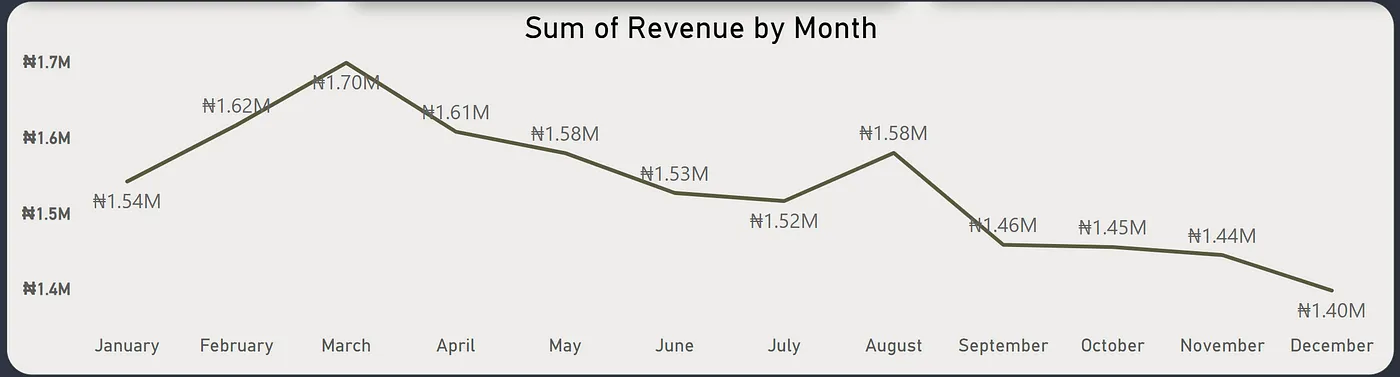 Sum of Revenue by Month
₦1.7M
₦1.6M
₦1.5M
₦1.4M
₦1.54M
₦1.62M
₦1.70M
₦1.61M
₦1.58M
₦1.53M
₦1.52M
₦1.58M
₦1.46M
₦1.45M
₦1.44M
₦1.40M
January February March April May June July August September October November December